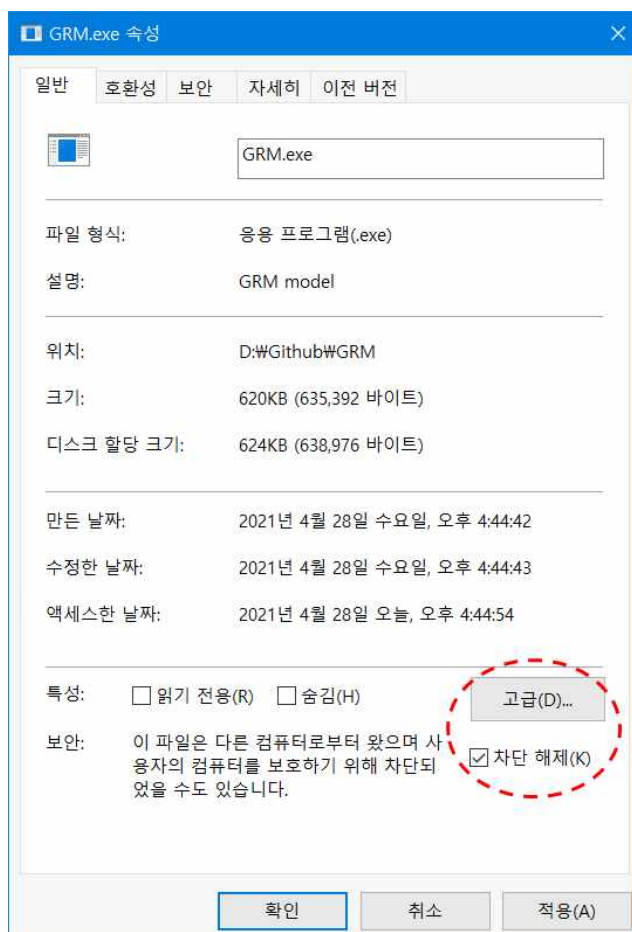 GRM.exe 속성
일반 호환성 보안 자세히 이전 버전
GRM.exe
파일 형식: 응용 프로그램(.exe)
설명: GRM model
위치: D:₩Github₩GRM
크기: 620KB (635,392 바이트)
디스크 할당 크기: 624KB (638,976 바이트)
만든 날짜: 2021년 4월 28일 수요일, 오후 4:44:42
수정한 날짜: 2021년 4월 28일 수요일, 오후 4:44:43
액세스한 날짜: 2021년 4월 28일 오늘, 오후 4:44:54
특성: 읽기 전용(R) 숨김(H) 고급(D)...
보안: 이 파일은 다른 컴퓨터로부터 왔으며 사
용자의 컴퓨터를 보호하기 위해 차단되 차단 해제(K)
었을 수도 있습니다.
확인 취소 적용(A)